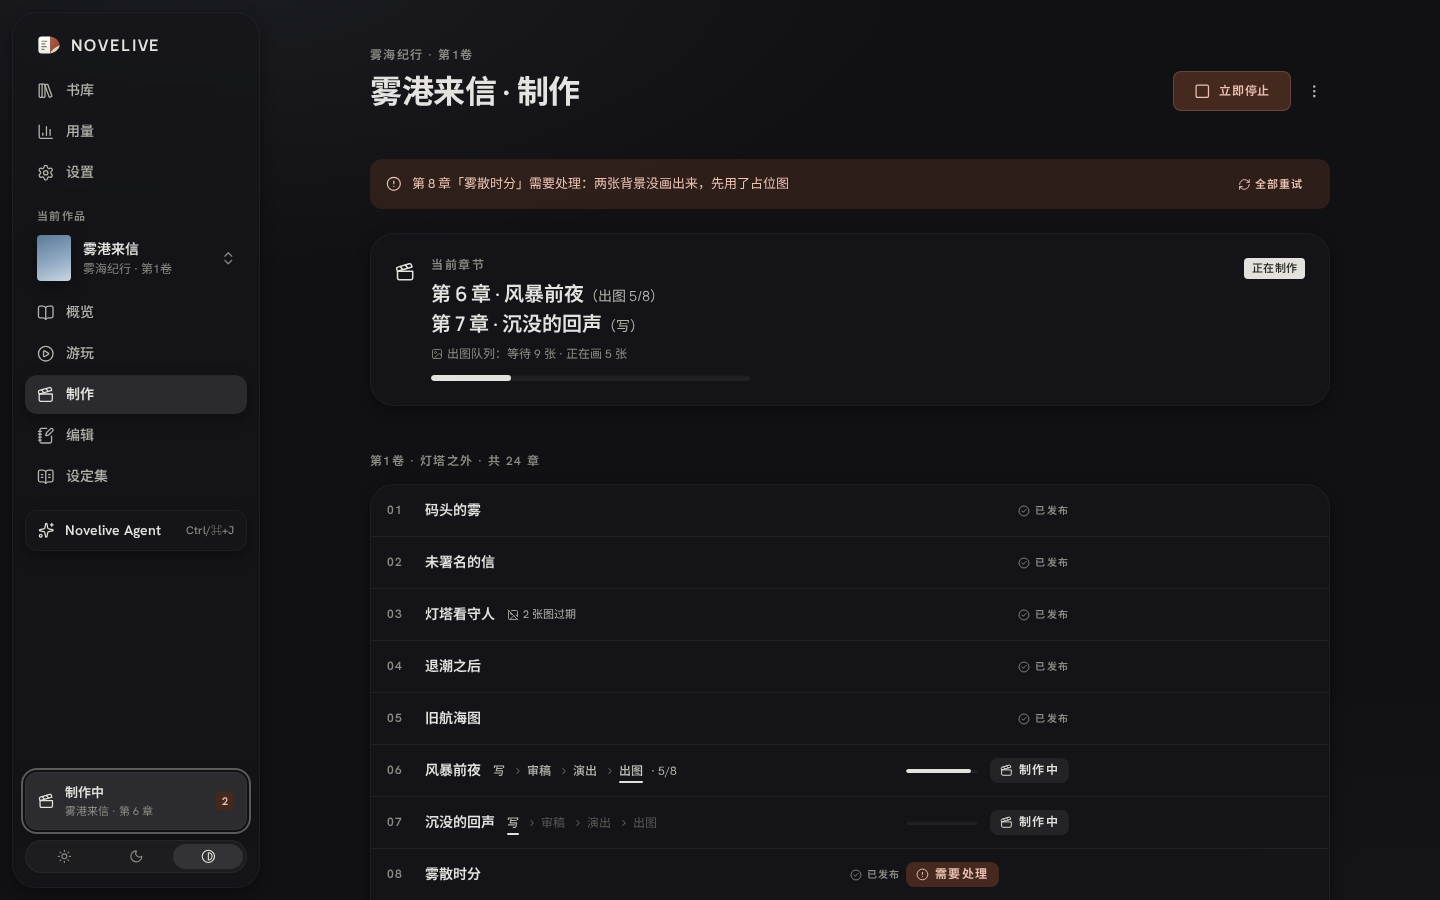 NOVELIVE
书库
用量
设置
当前作品
雾港来信
雾海纪行 · 第1卷
概览
游玩
制作
编辑
设定集
Novelive Agent Ctrl/⌘+J
制作中
雾港来信 · 第 6 章
2
雾海纪行 · 第1卷
雾港来信 · 制作
立即停止
第 8 章「雾散时分」需要处理：两张背景没画出来，先用了占位图
全部重试
当前章节
正在制作
第 6 章 · 风暴前夜（出图 5/8）
第 7 章 · 沉没的回声（写）
出图队列：等待 9 张 · 正在画 5 张
第1卷 · 灯塔之外 · 共 24 章
01 码头的雾 已发布
02 未署名的信 已发布
03 灯塔看守人 2 张图过期 已发布
04 退潮之后 已发布
05 旧航海图 已发布
06 风暴前夜 写 › 审稿 › 演出 › 出图 · 5/8 制作中
07 沉没的回声 写 › 审稿 › 演出 › 出图 制作中
08 雾散时分 已发布 需要处理